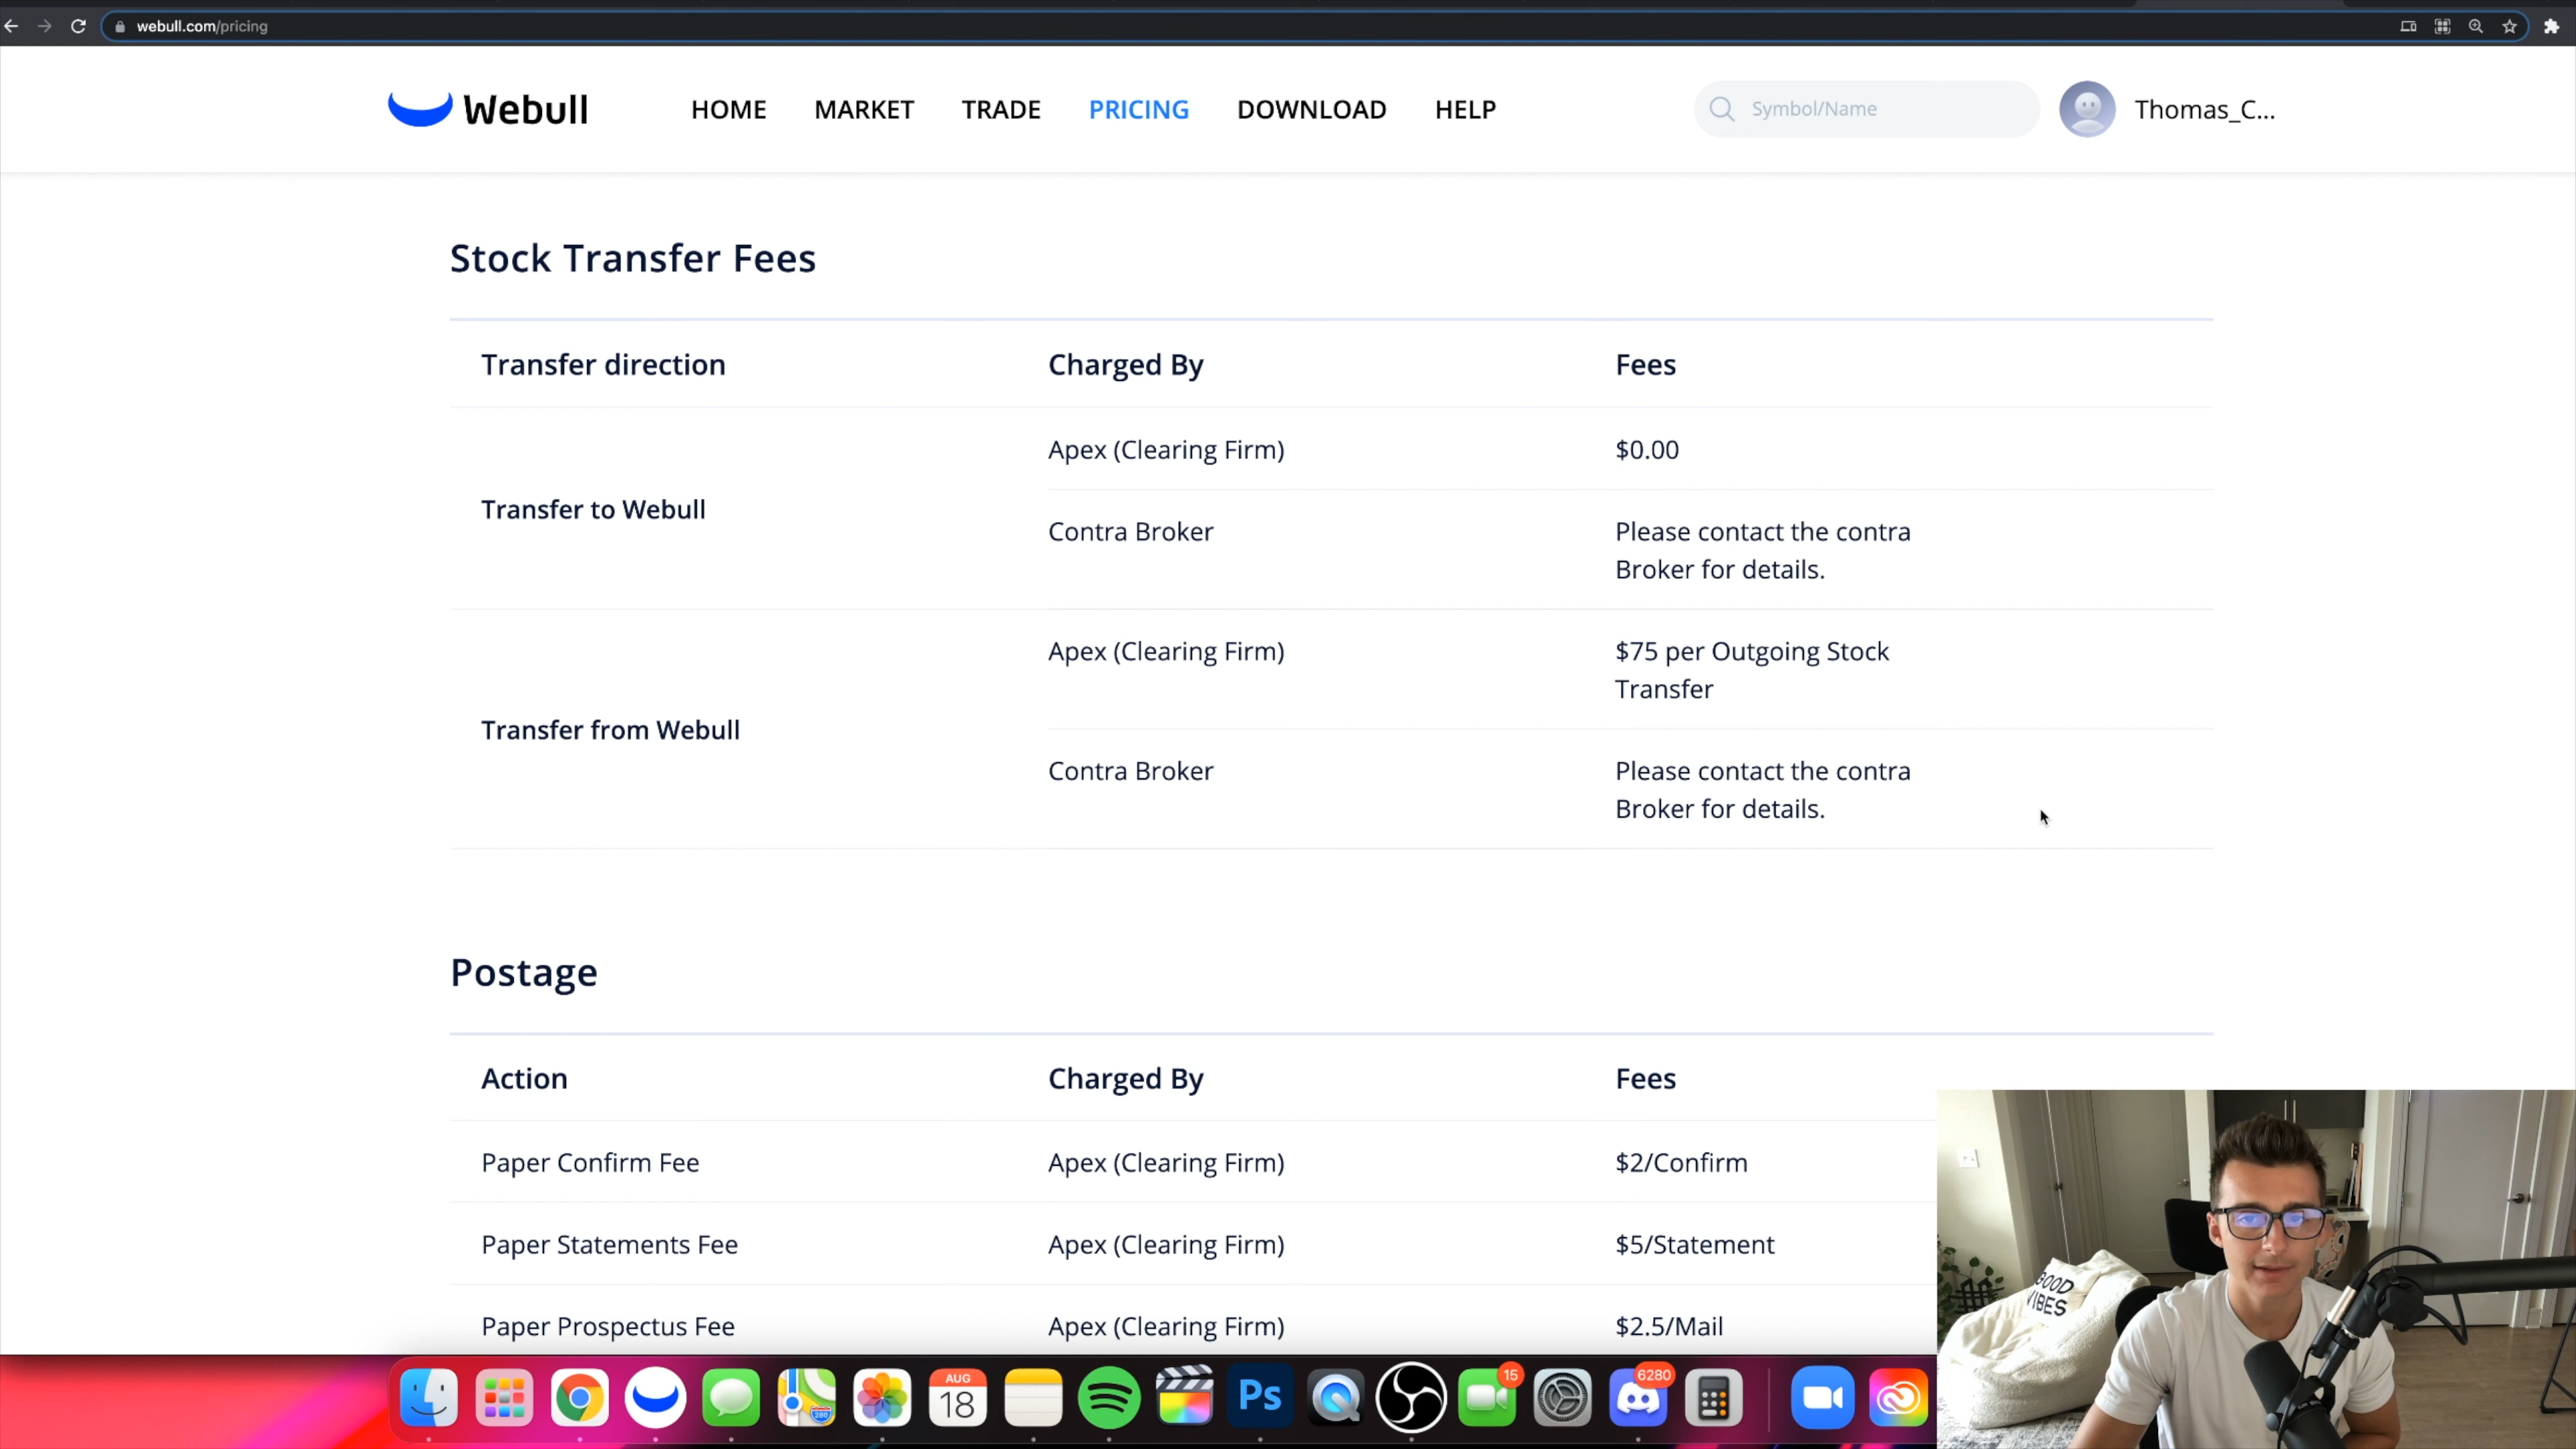 webull.com/pricing
Webull
HOME MARKET TRADE PRICING DOWNLOAD HELP
Symbol/Name
Thomas_C...
Stock Transfer Fees
Transfer direction Charged By Fees
Transfer to Webull
Apex (Clearing Firm) $0.00
Contra Broker Please contact the contra
Broker for details.
Transfer from Webull
Apex (Clearing Firm) $75 per Outgoing Stock
Transfer
Contra Broker Please contact the contra
Broker for details.
Postage
Action Charged By Fees
Paper Confirm Fee Apex (Clearing Firm) $2/Confirm
Paper Statements Fee Apex (Clearing Firm) $5/Statement
Paper Prospectus Fee Apex (Clearing Firm) $2.5/Mail
GOOD
VIBES
AUG
18
280
Ps
15
6280